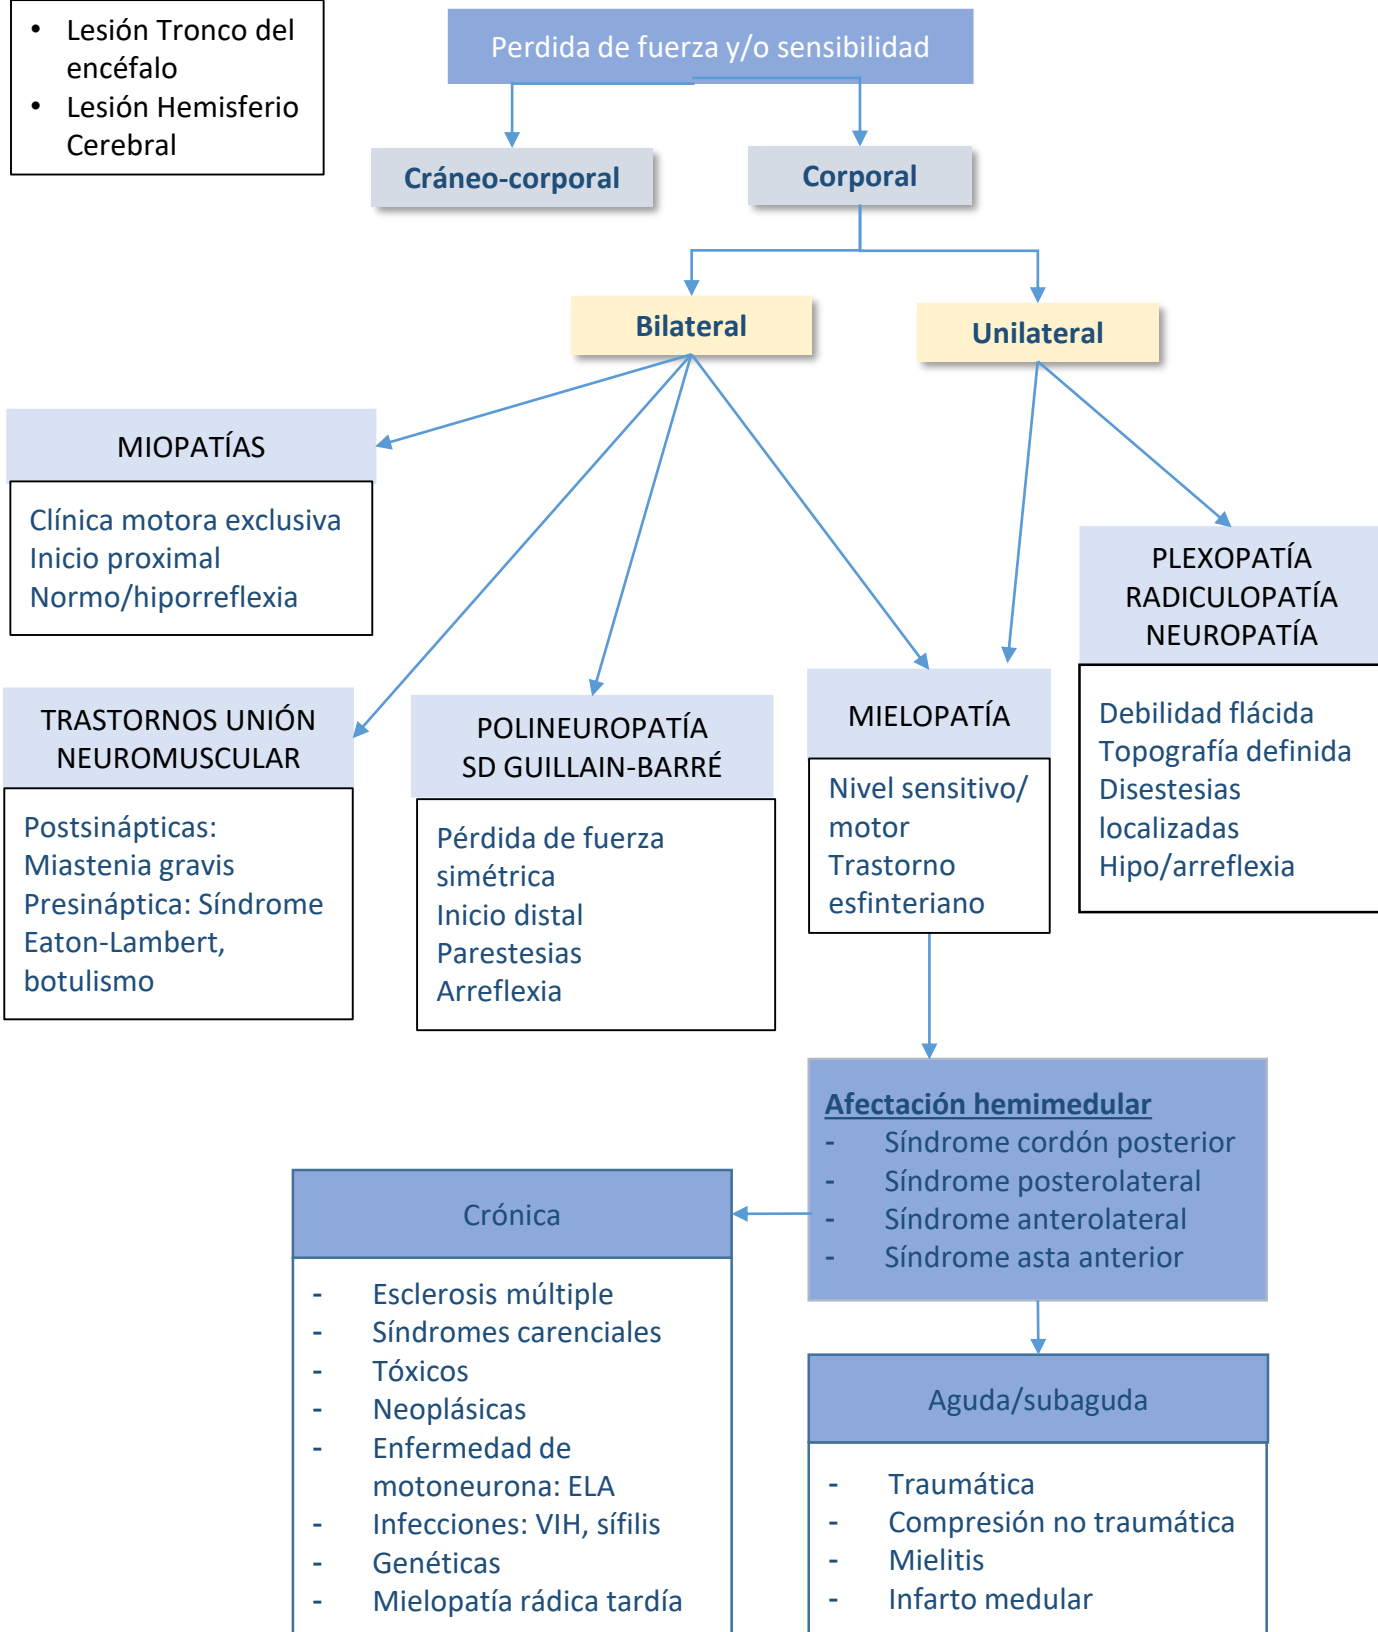 • Lesión Tronco del
encéfalo
• Lesión Hemisferio
Cerebral
Perdida de fuerza y/o sensibilidad
Cráneo-corporal
Corporal
Bilateral
Unilateral
MIOPATÍAS
Clínica motora exclusiva
Inicio proximal
Normo/hiporreflexia
PLEXOPATÍA
RADICULOPATÍA
NEUROPATÍA
Debilidad flácida
Topografía definida
Disestesias
localizadas
Hipo/arreflexia
TRASTORNOS UNIÓN
NEUROMUSCULAR
Postsinápticas:
Miastenia gravis
Presináptica: Síndrome
Eaton-Lambert,
botulismo
POLINEUROPATÍA
SD GUILLAIN-BARRÉ
Pérdida de fuerza
simétrica
Inicio distal
Parestesias
Arreflexia
MIELOPATÍA
Nivel sensitivo/
motor
Trastorno
esfinteriano
Afectación hemimedular
- Síndrome cordón posterior
- Síndrome posterolateral
- Síndrome anterolateral
- Síndrome asta anterior
Crónica
- Esclerosis múltiple
- Síndromes carenciales
- Tóxicos
- Neoplásicas
- Enfermedad de
motoneurona: ELA
- Infecciones: VIH, sífilis
- Genéticas
- Mielopatía rádica tardía
Aguda/subaguda
- Traumática
- Compresión no traumática
- Mielitis
- Infarto medular